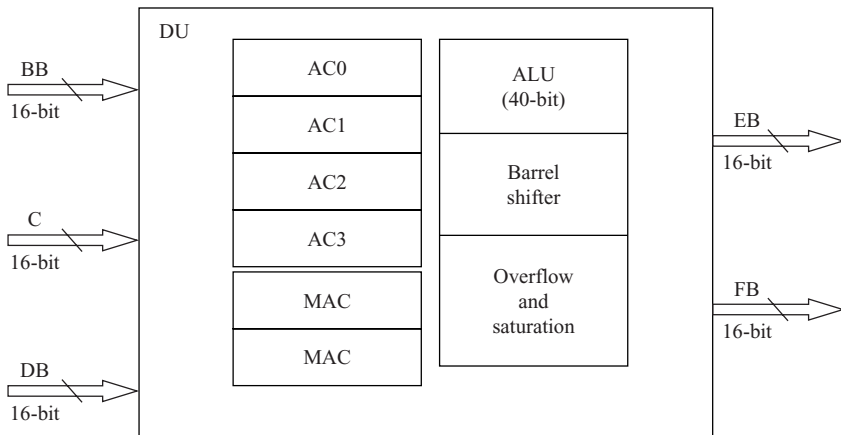 DU
BB
16-bit
C
16-bit
DB
16-bit
AC0
AC1
AC2
AC3
MAC
MAC
ALU
(40-bit)
Barrel
shifter
Overflow
and
saturation
EB
16-bit
FB
16-bit